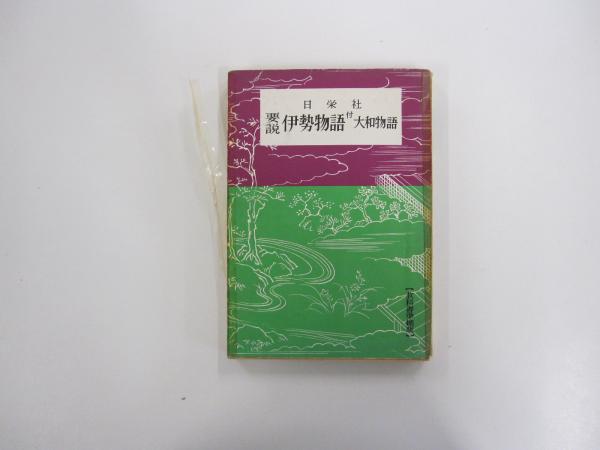 日栄社
要説 伊勢物語 付 大和物語